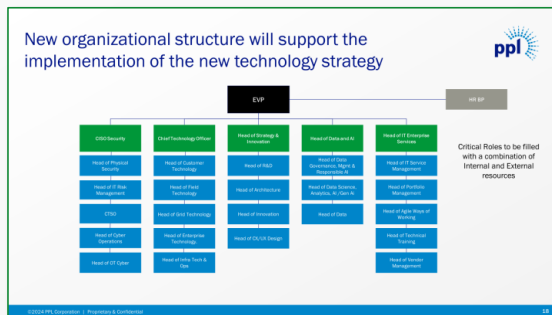 New organizational structure will support the
implementation of the new technology strategy
ppl
EVP
HR BP
CISO Security
Chief Technology Officer
Head of Strategy &
Innovation
Head of Data and AI
Head of IT Enterprise
Services
Critical Roles to be filled
with a combination of
Internal and External
resources
Head of Physical
Security
Head of Customer
Technology
Head of R&D
Head of Data
Governance, Mgmt &
Responsible AI
Head of IT Service
Management
Head of IT Risk
Management
Head of Field
Technology
Head of Architecture
Head of Data Science,
Analytics, AI /Gen AI
Head of Portfolio
Management
CTSO
Head of Grid Technology
Head of Innovation
Head of Data
Head of Agile Ways of
Working
Head of Cyber
Operations
Head of Enterprise
Technology
Head of CX/UX Design
Head of Technical
Training
Head of OT Cyber
Head of Infra Tech &
Ops
Head of Vendor
Management
©2024 PPL Corporation | Proprietary & Confidential